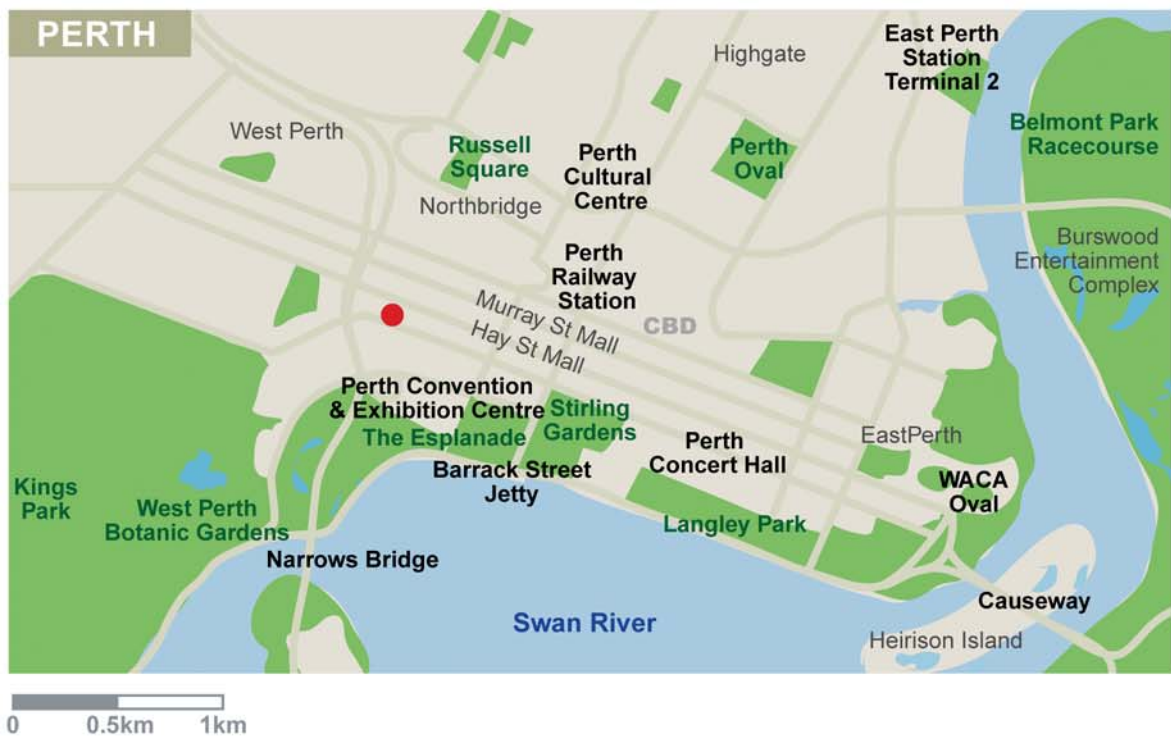 PERTH
Highgate
East Perth
Station
Terminal 2
West Perth
Russell
Square
Perth
Cultural
Centre
Perth
Oval
Belmont Park
Racecourse
Northbridge
Burswood
Entertainment
Complex
Perth
Railway
Station
Murray St Mall
Hay St Mall
CBD
Perth Convention
& Exhibition Centre
Stirling
Gardens
The Esplanade
Perth
Concert Hall
EastPerth
Barrack Street
Jetty
WACA
Oval
Kings
Park
West Perth
Botanic Gardens
Langley Park
Narrows Bridge
Causeway
Swan River
Heirison Island
0 0.5km 1km